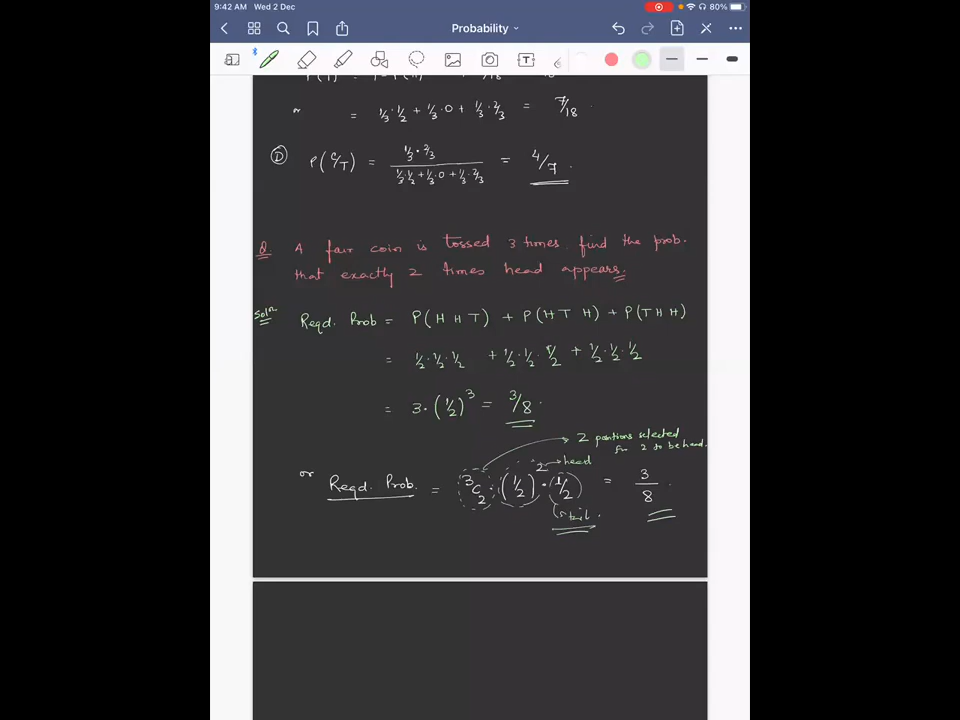 9:42 AM Wed 2 Dec 80%
Probability
or = 1/3 · 1/2 + 1/3 · 0 + 1/3 · 2/3 = 7/18 .
(D) P(C/T) = (1/3 · 2/3) / (1/3 · 1/2 + 1/3 · 0 + 1/3 · 2/3) = 4/7 .
Q. A fair coin is tossed 3 times. find the prob.
that exactly 2 times head appears.
Solⁿ Reqd. Prob = P(H H T) + P(H T H) + P(T H H)
= 1/2 · 1/2 · 1/2 + 1/2 · 1/2 · 1/2 + 1/2 · 1/2 · 1/2
= 3 · (1/2)³ = 3/8 .
→ 2 positions selected
for 2 to be head.
→ head
or Reqd. Prob. = ³C₂ · (1/2)² · 1/2 = 3/8 .
↳ tail .